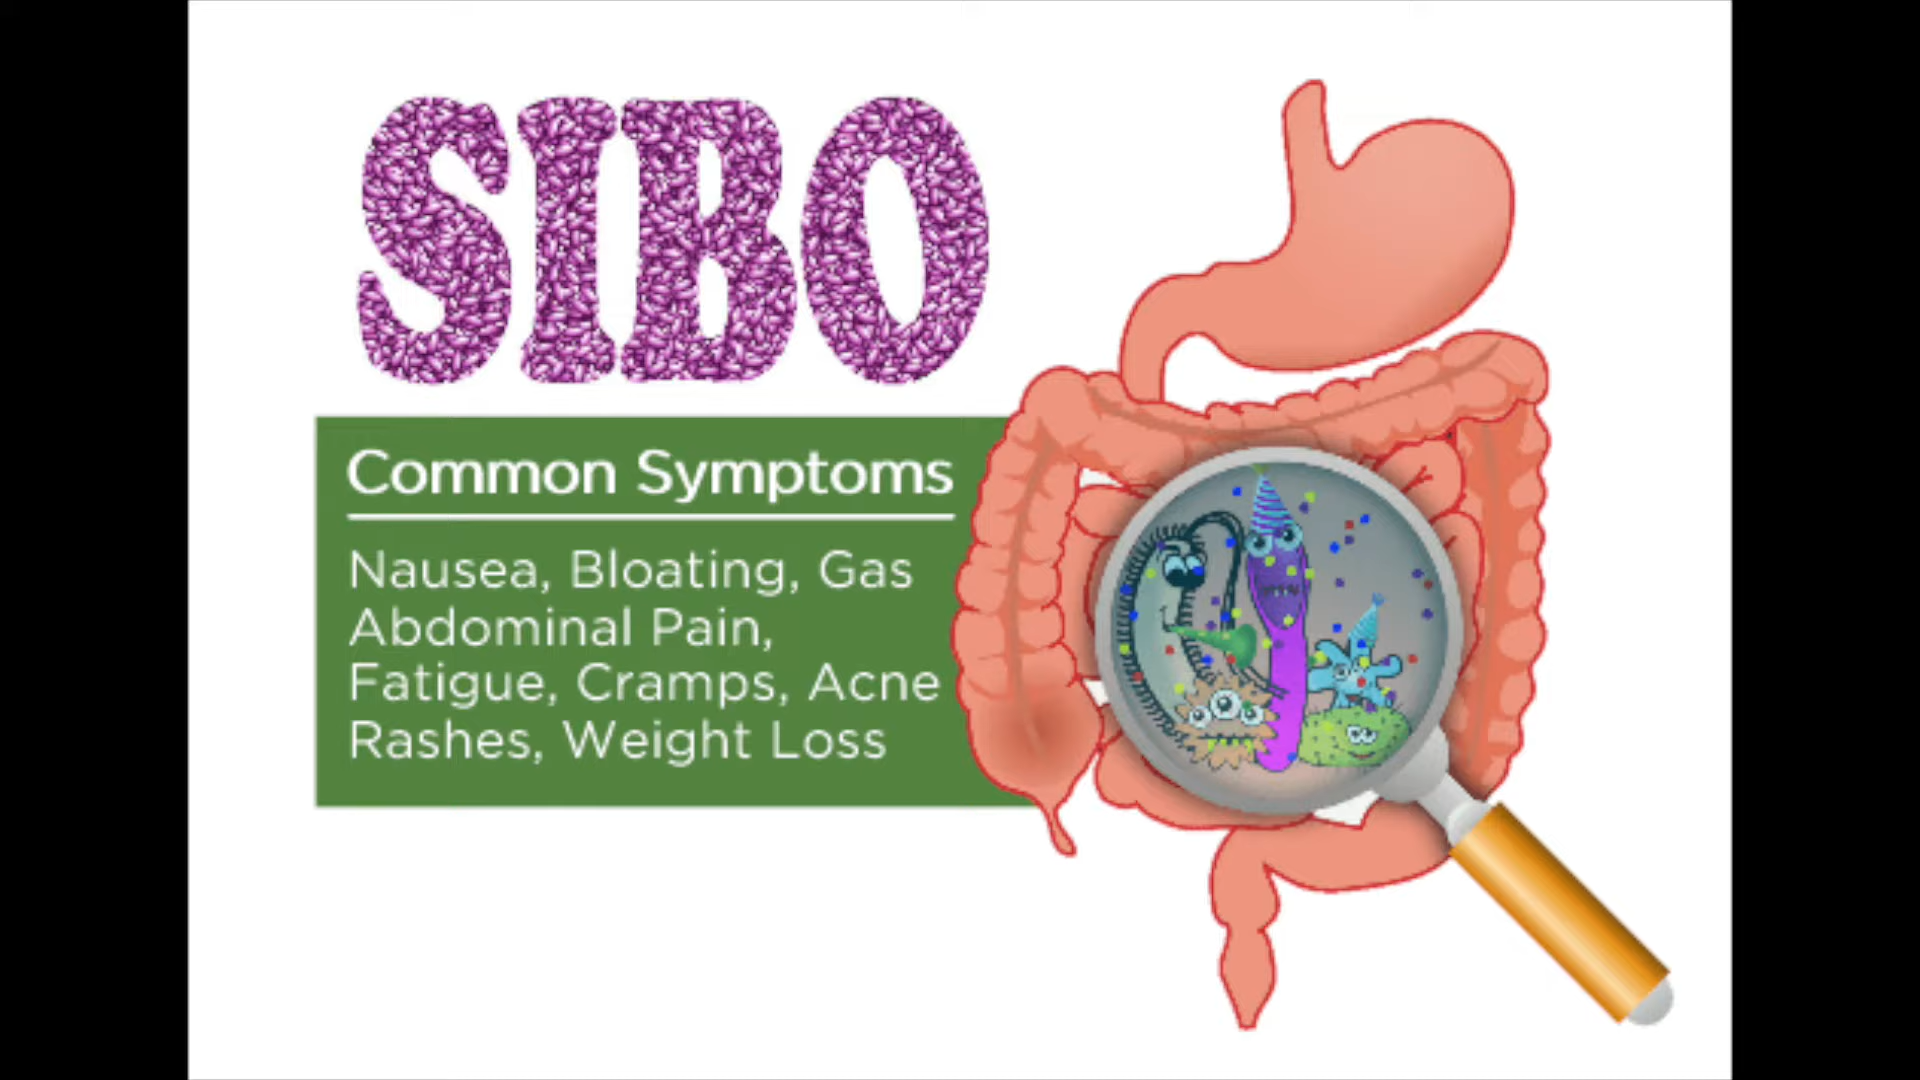 SIBO
Common Symptoms
Nausea, Bloating, Gas
Abdominal Pain,
Fatigue, Cramps, Acne
Rashes, Weight Loss